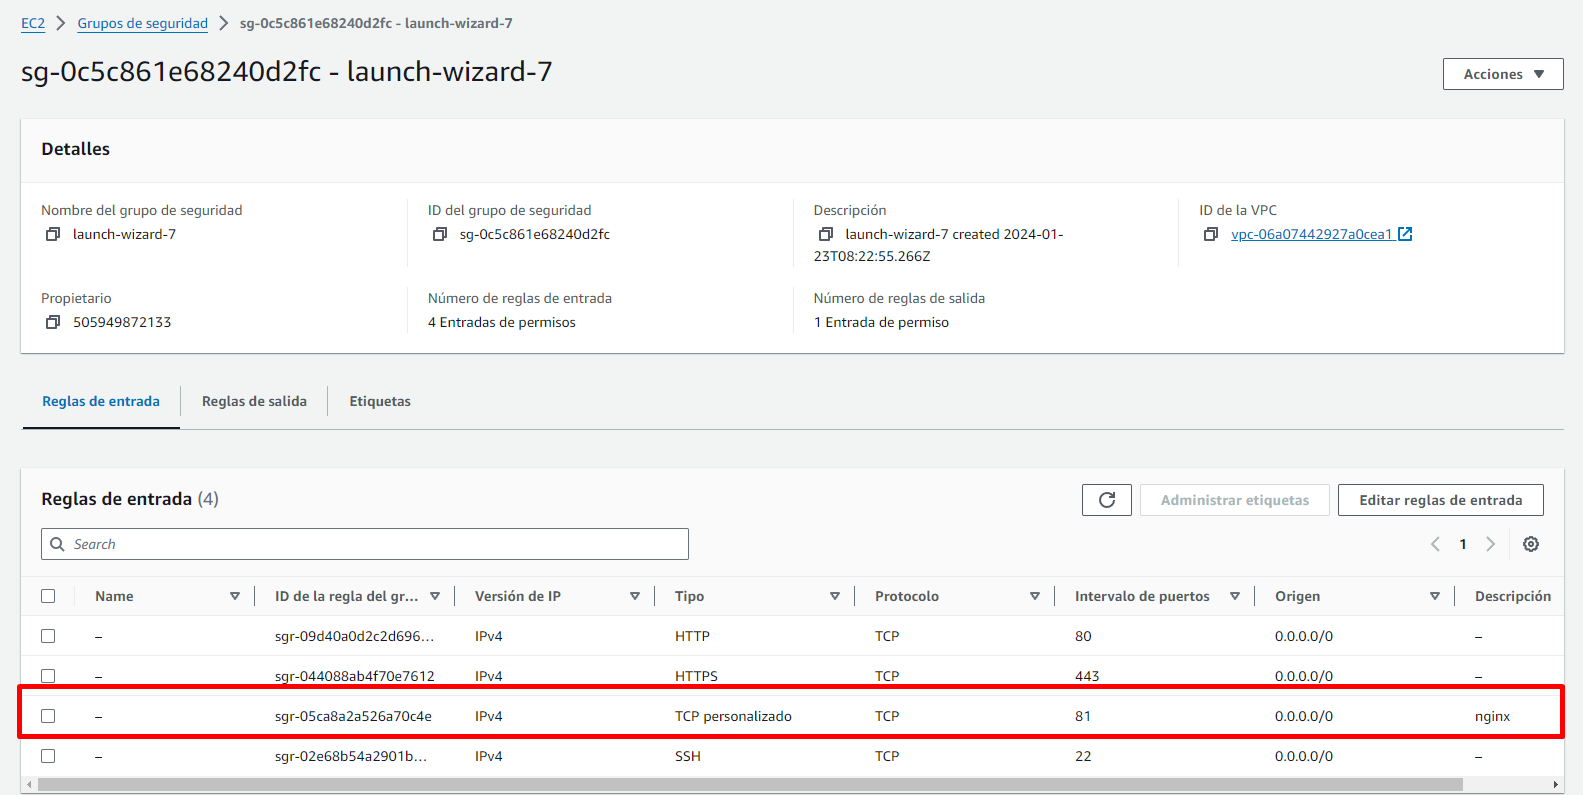 EC2 > Grupos de seguridad > sg-0c5c861e68240d2fc - launch-wizard-7
sg-0c5c861e68240d2fc - launch-wizard-7
Acciones
Detalles
Nombre del grupo de seguridad
launch-wizard-7
ID del grupo de seguridad
sg-0c5c861e68240d2fc
Descripción
launch-wizard-7 created 2024-01-
23T08:22:55.266Z
ID de la VPC
vpc-06a07442927a0cea1
Propietario
505949872133
Número de reglas de entrada
4 Entradas de permisos
Número de reglas de salida
1 Entrada de permiso
Reglas de entrada Reglas de salida Etiquetas
Reglas de entrada (4)
Administrar etiquetas Editar reglas de entrada
Search
1
Name ID de la regla del gr... Versión de IP Tipo Protocolo Intervalo de puertos Origen Descripción
– sgr-09d40a0d2c2d696... IPv4 HTTP TCP 80 0.0.0.0/0 –
– sgr-044088ab4f70e7612 IPv4 HTTPS TCP 443 0.0.0.0/0 –
– sgr-05ca8a2a526a70c4e IPv4 TCP personalizado TCP 81 0.0.0.0/0 nginx
– sgr-02e68b54a2901b... IPv4 SSH TCP 22 0.0.0.0/0 –